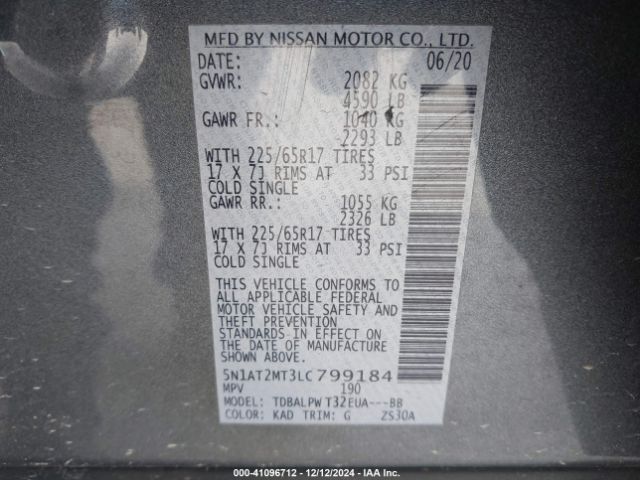 MFD BY NISSAN MOTOR CO., LTD.
DATE: 06/20
GVWR: 2082 KG
4590 LB
GAWR FR.: 1040 KG
2293 LB
WITH 225/65R17 TIRES
17 X 7J RIMS AT 33 PSI
COLD SINGLE
GAWR RR.: 1055 KG
2326 LB
WITH 225/65R17 TIRES
17 X 7J RIMS AT 33 PSI
COLD SINGLE
THIS VEHICLE CONFORMS TO
ALL APPLICABLE FEDERAL
MOTOR VEHICLE SAFETY AND
THEFT PREVENTION
STANDARDS IN EFFECT ON
THE DATE OF MANUFACTURE
SHOWN ABOVE.
5N1AT2MT3LC799184
MPV 190
MODEL: TDBALPW T32EUA---BB
COLOR: KAD TRIM: G ZS30A
000-41096712 - 12/12/2024 - IAA Inc.